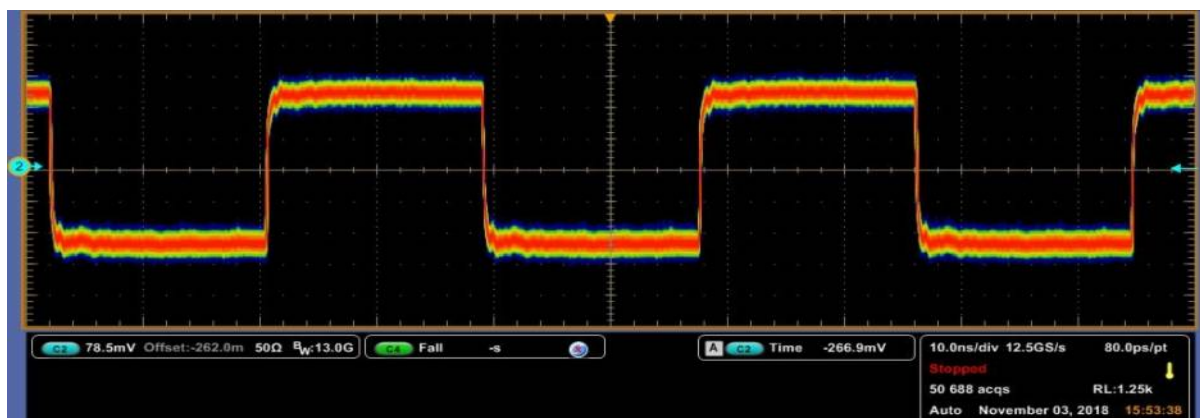 2
C2 78.5mV Offset:-262.0m 50Ω BW:13.0G
C4 Fall -s
A C2 Time -266.9mV
10.0ns/div 12.5GS/s 80.0ps/pt
Stopped
50 688 acqs RL:1.25k
Auto November 03, 2018 15:53:38